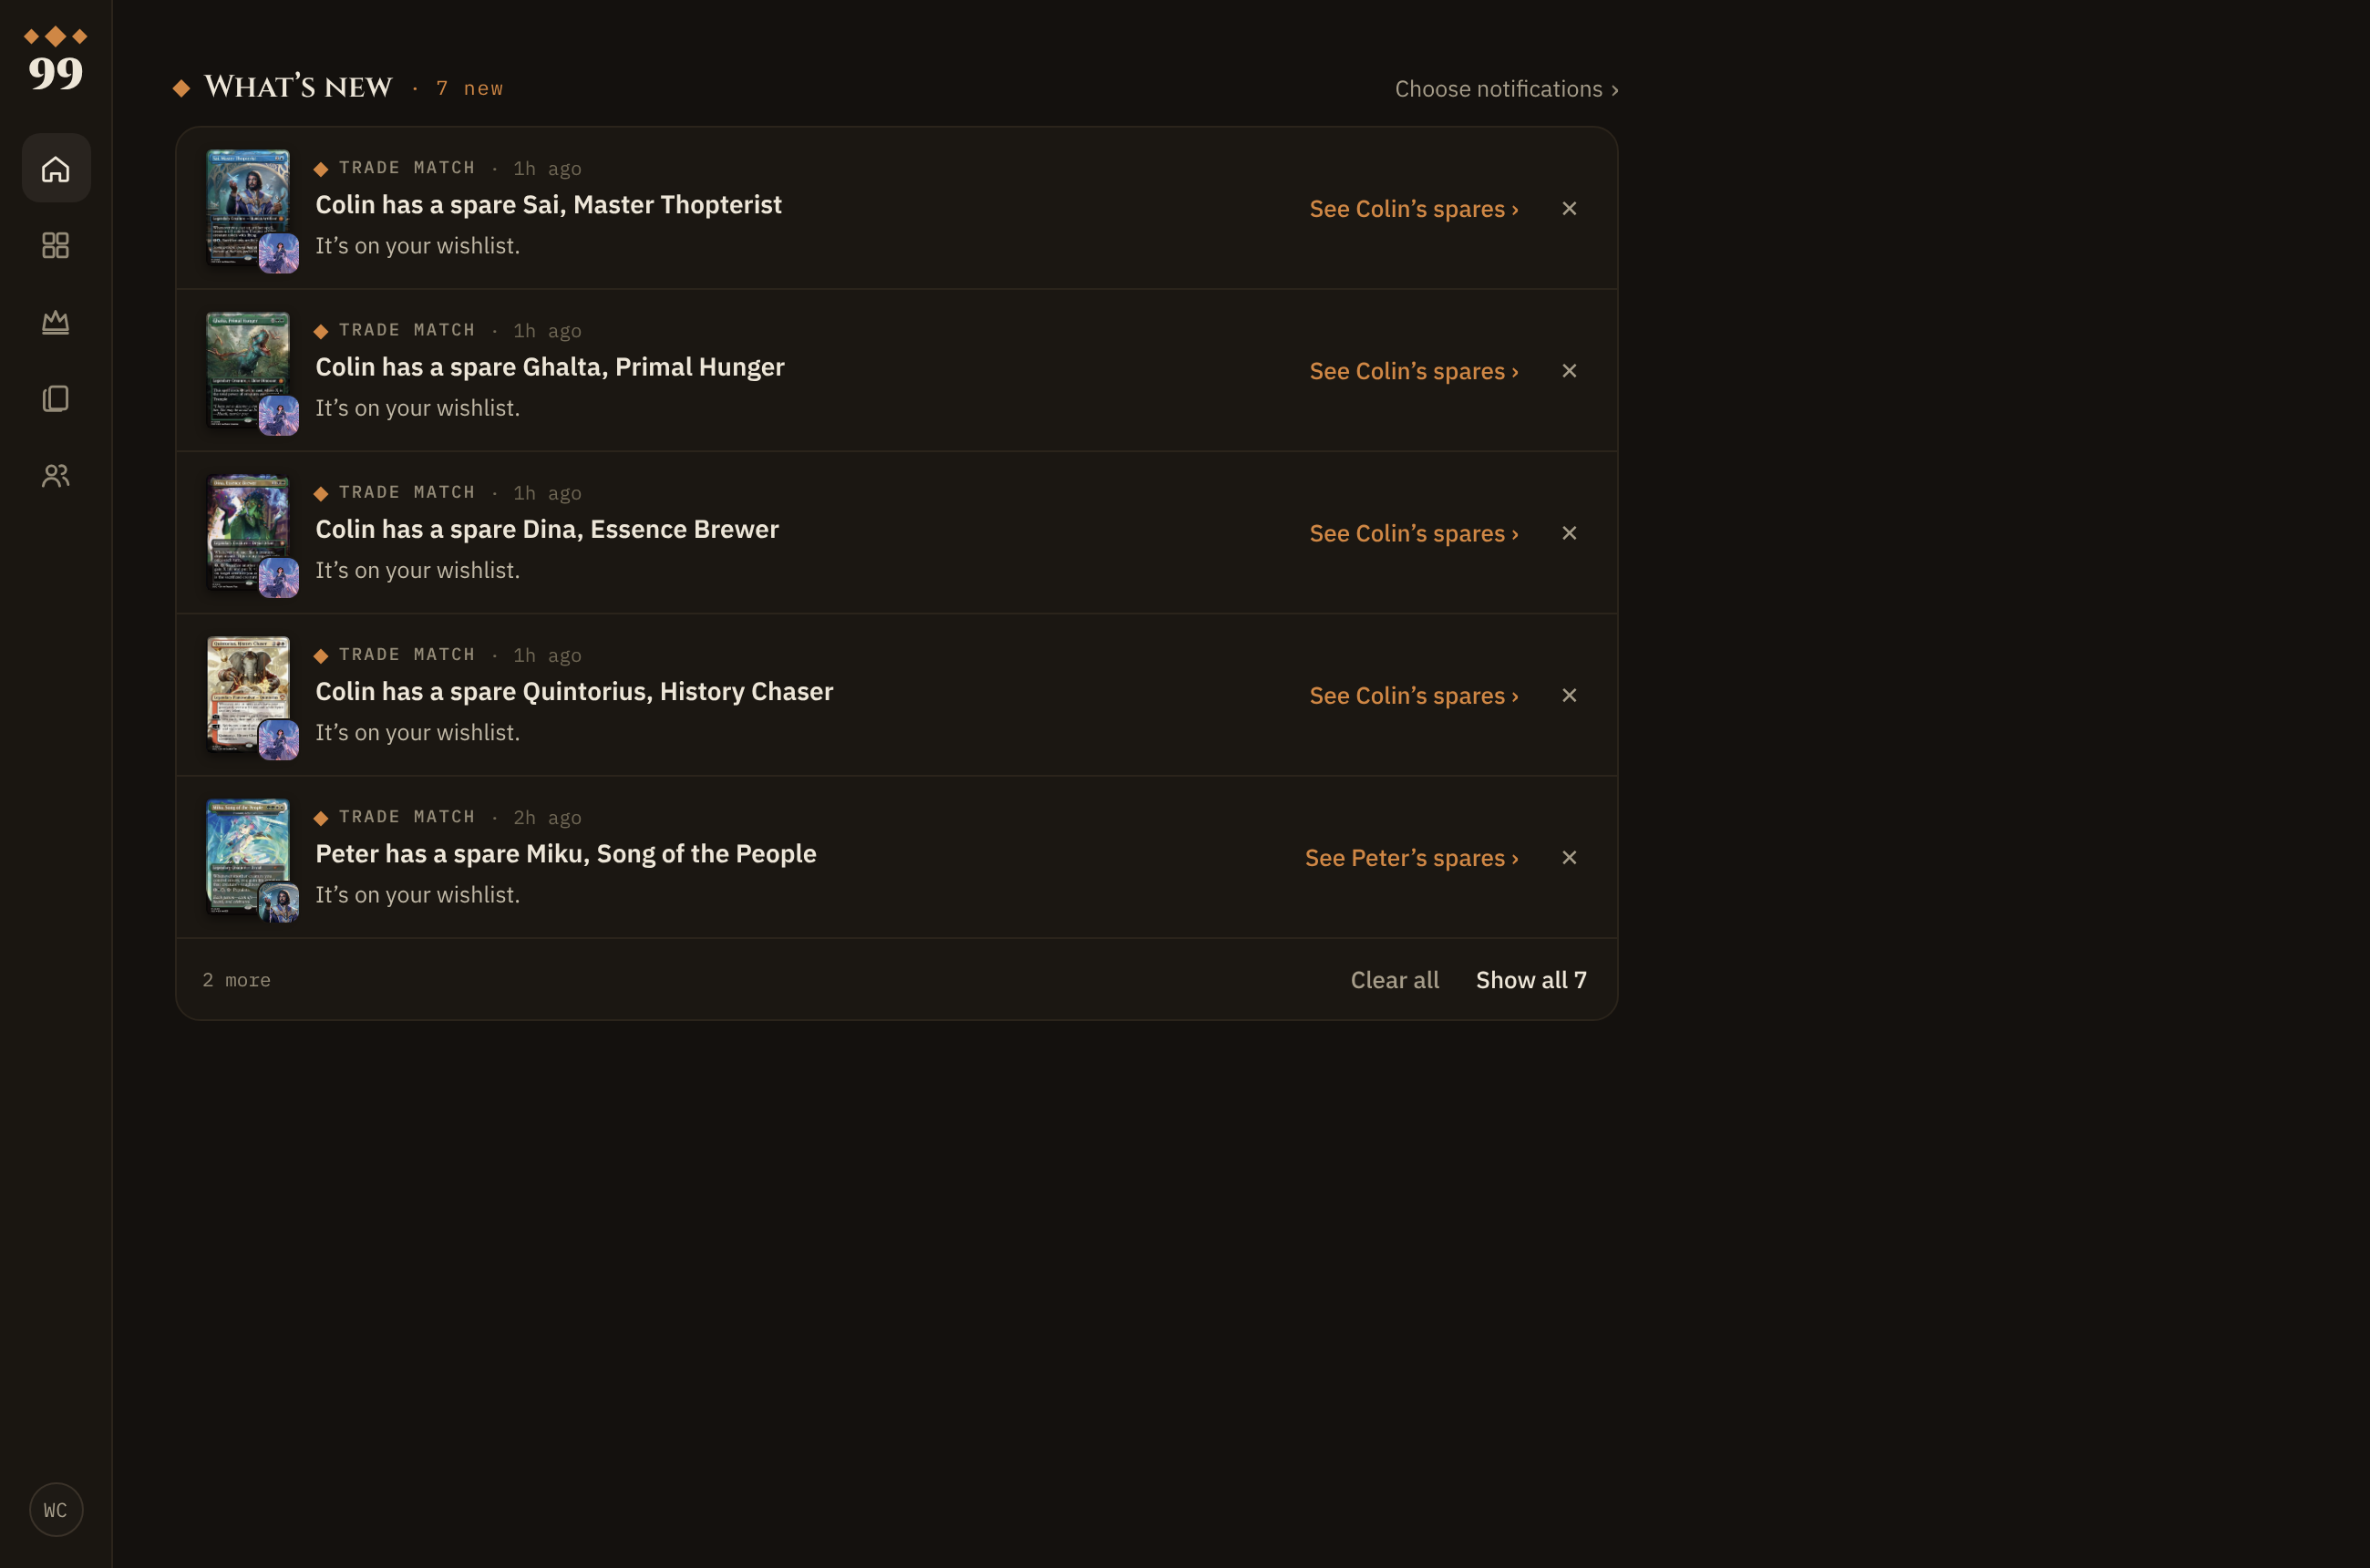 99
What’s new · 7 new
Choose notifications ›
TRADE MATCH · 1h ago
Colin has a spare Sai, Master Thopterist
It’s on your wishlist.
See Colin’s spares ›
TRADE MATCH · 1h ago
Colin has a spare Ghalta, Primal Hunger
It’s on your wishlist.
See Colin’s spares ›
TRADE MATCH · 1h ago
Colin has a spare Dina, Essence Brewer
It’s on your wishlist.
See Colin’s spares ›
TRADE MATCH · 1h ago
Colin has a spare Quintorius, History Chaser
It’s on your wishlist.
See Colin’s spares ›
TRADE MATCH · 2h ago
Peter has a spare Miku, Song of the People
It’s on your wishlist.
See Peter’s spares ›
2 more
Clear all
Show all 7
WC